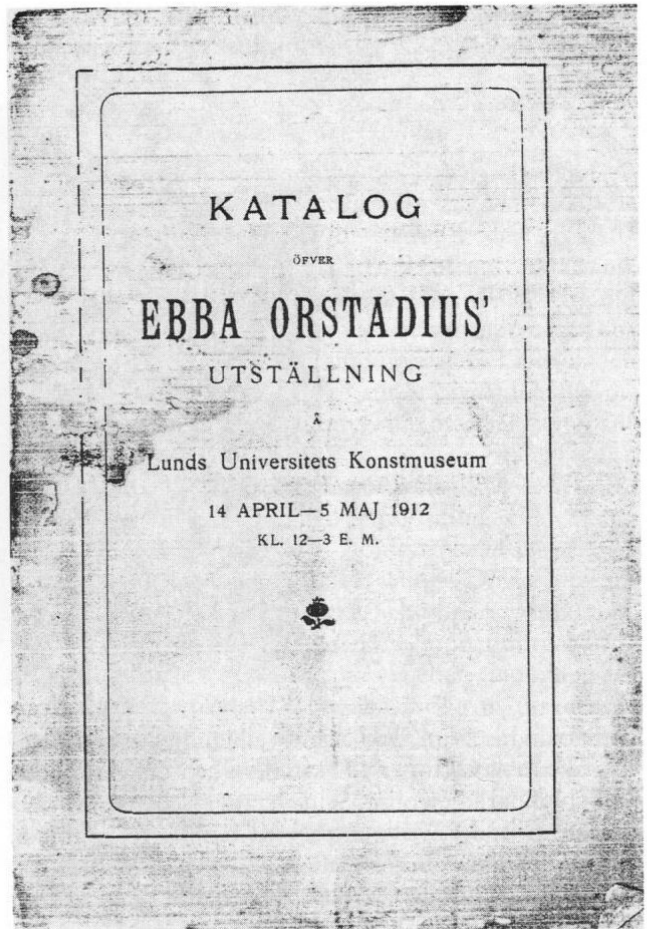 KATALOG
ÖFVER
EBBA ORSTADIUS'
UTSTÄLLNING
Å
Lunds Universitets Konstmuseum
14 APRIL—5 MAJ 1912
KL. 12—3 E. M.